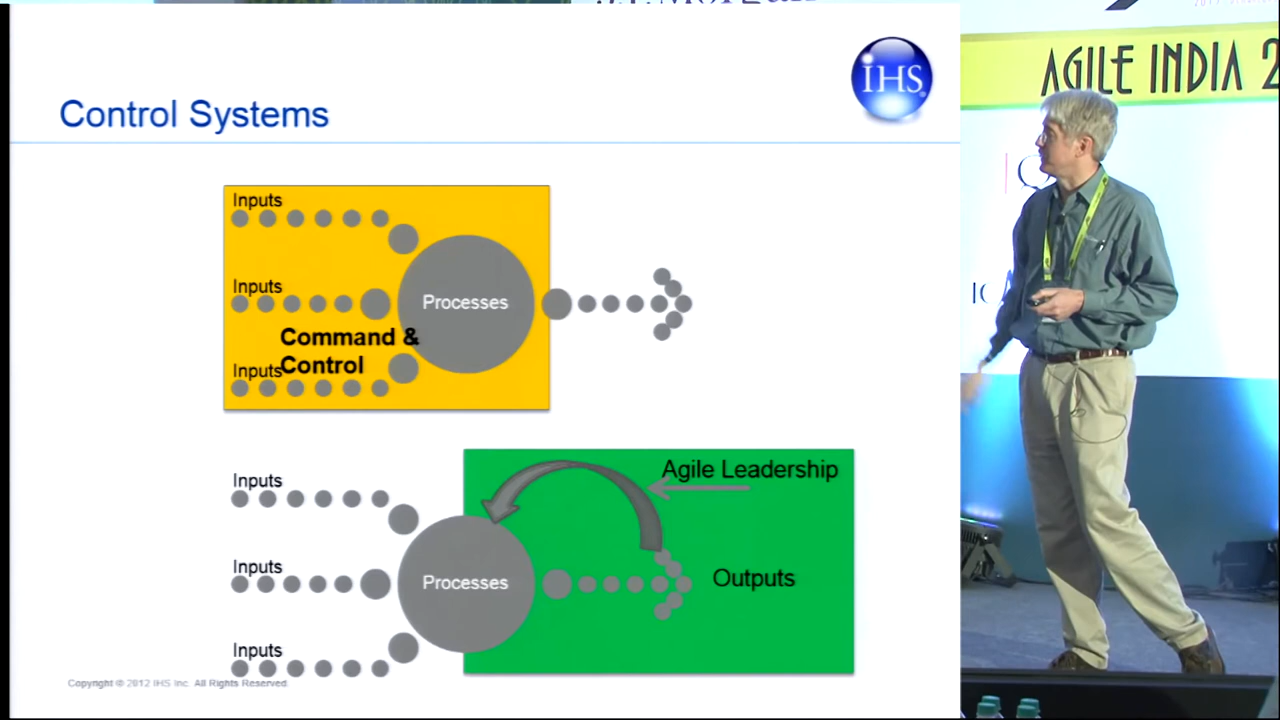 IHS
Control Systems
AGILE INDIA 2
Inputs
Inputs
Processes
Command &
Control
Inputs
Agile Leadership
Inputs
Inputs
Processes
Outputs
Inputs
Copyright © 2012 IHS Inc. All Rights Reserved.